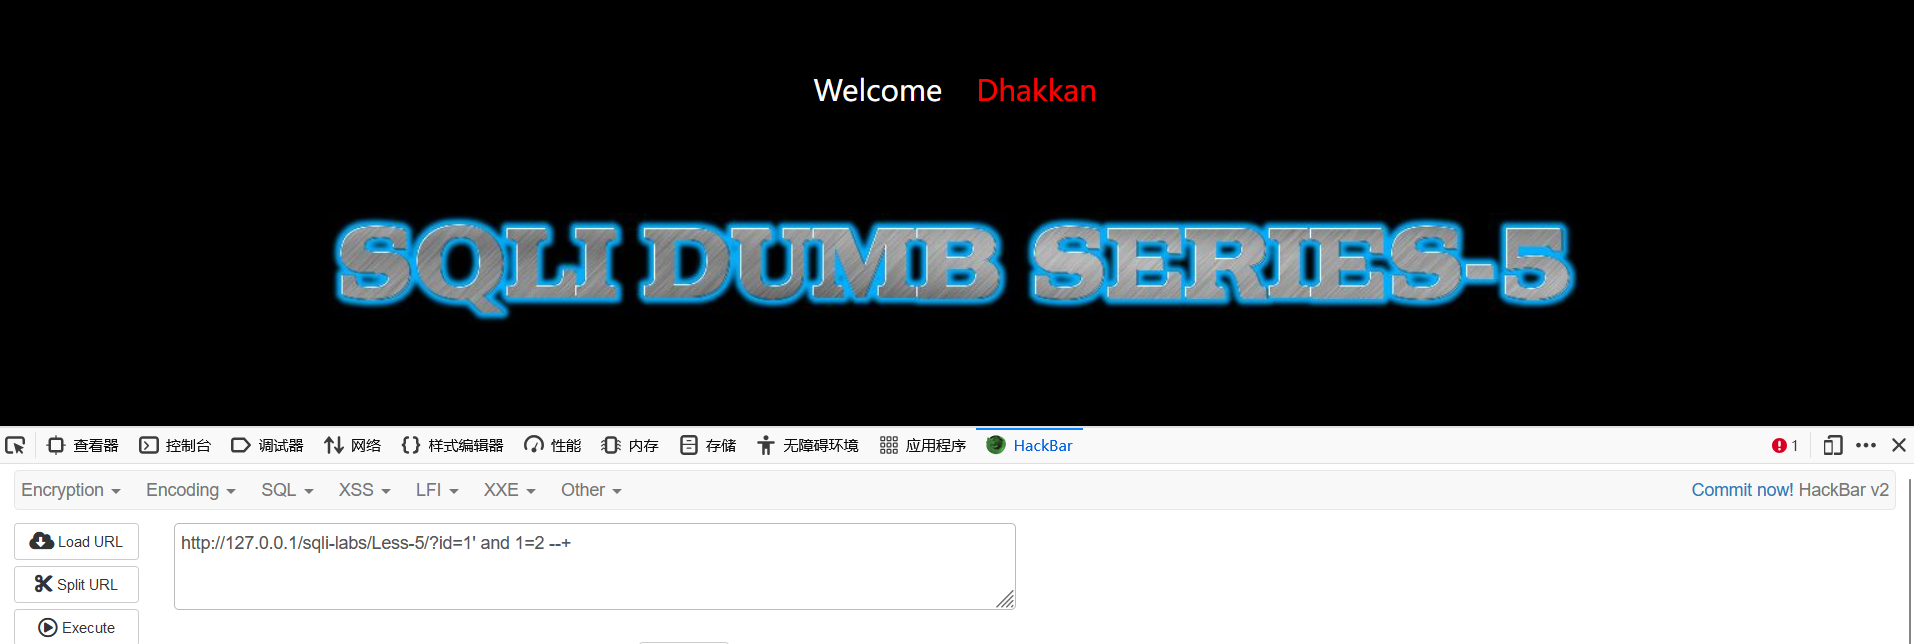 Welcome Dhakkan
SQLI DUMB SERIES-5
查看器 控制台 调试器 网络 样式编辑器 性能 内存 存储 无障碍环境 应用程序 HackBar 1
Encryption Encoding SQL XSS LFI XXE Other Commit now! HackBar v2
Load URL http://127.0.0.1/sqli-labs/Less-5/?id=1' and 1=2 --+
Split URL
Execute